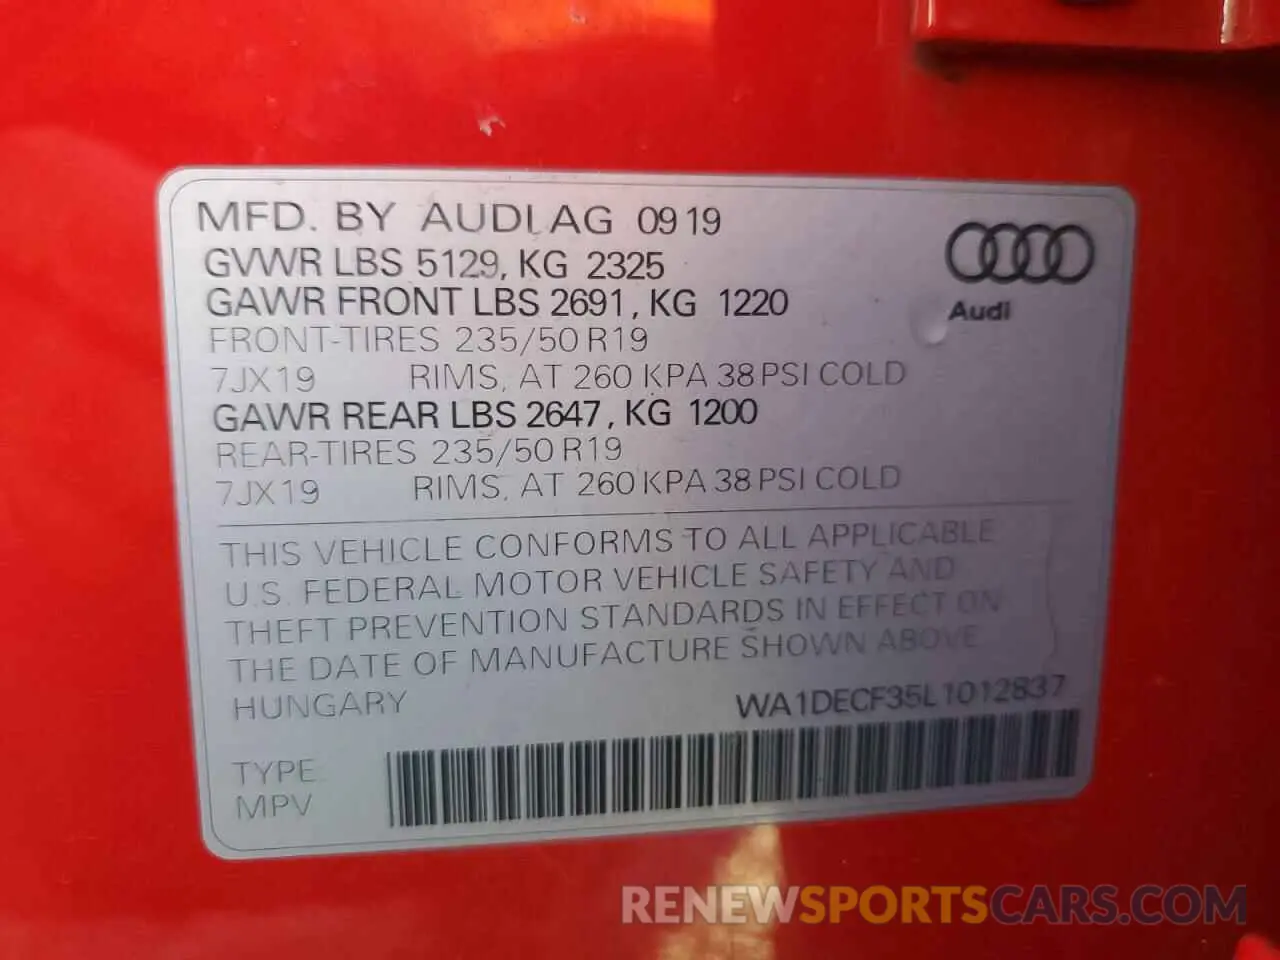 MFD. BY AUDI AG 09 19
GVWR LBS 5129, KG 2325
GAWR FRONT LBS 2691, KG 1220
Audi
FRONT-TIRES 235/50 R19
7JX19 RIMS, AT 260 KPA 38 PSI COLD
GAWR REAR LBS 2647, KG 1200
REAR-TIRES 235/50 R19
7JX19 RIMS, AT 260 KPA 38 PSI COLD
THIS VEHICLE CONFORMS TO ALL APPLICABLE
U.S. FEDERAL MOTOR VEHICLE SAFETY AND
THEFT PREVENTION STANDARDS IN EFFECT ON
THE DATE OF MANUFACTURE SHOWN ABOVE.
HUNGARY WA1DECF35L1012837
TYPE
MPV
RENEWSPORTSCARS.COM